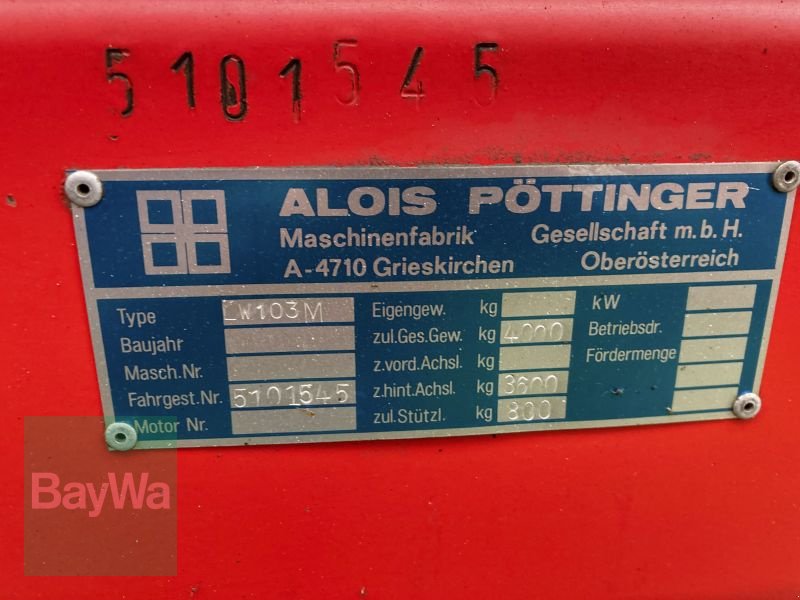 5101545
ALOIS PÖTTINGER
Maschinenfabrik Gesellschaft m.b.H.
A-4710 Grieskirchen Oberösterreich
Type LW103M
Baujahr
Masch.Nr.
Fahrgest.Nr. 5101545
Motor Nr.
Eigengew. kg
zul.Ges.Gew. kg 4000
z.vord.Achsl. kg
z.hint.Achsl. kg 3600
zul.Stützl. kg 800
kW
Betriebsdr.
Fördermenge
BayWa